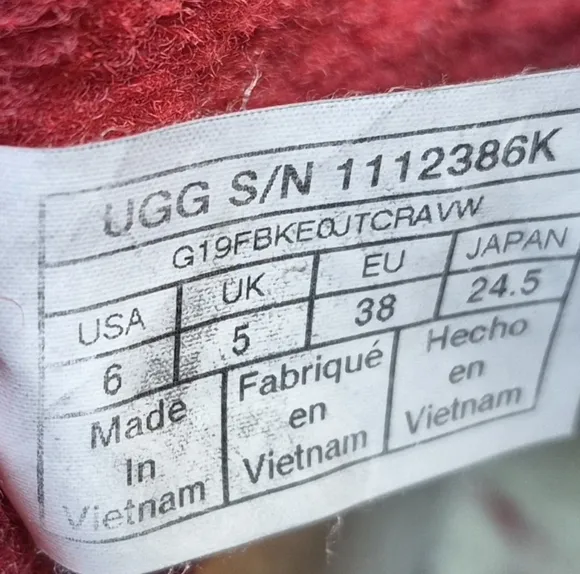 UGG S/N 1112386K
G19FBKE0JTCRAVW
USA UK EU JAPAN
6 5 38 24.5
Made In Vietnam
Fabriqué en Vietnam
Hecho en Vietnam